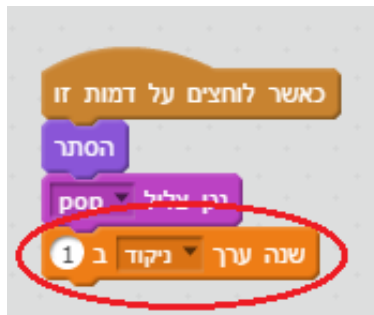 כאשר לוחצים על דמות זו
הסתר
נגן צליל pop
שנה ערך ניקוד ב 1